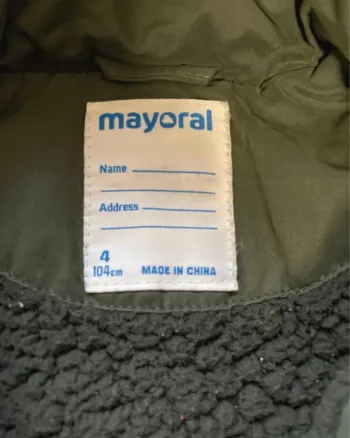 mayoral
Name
Address
4
104cm MADE IN CHINA